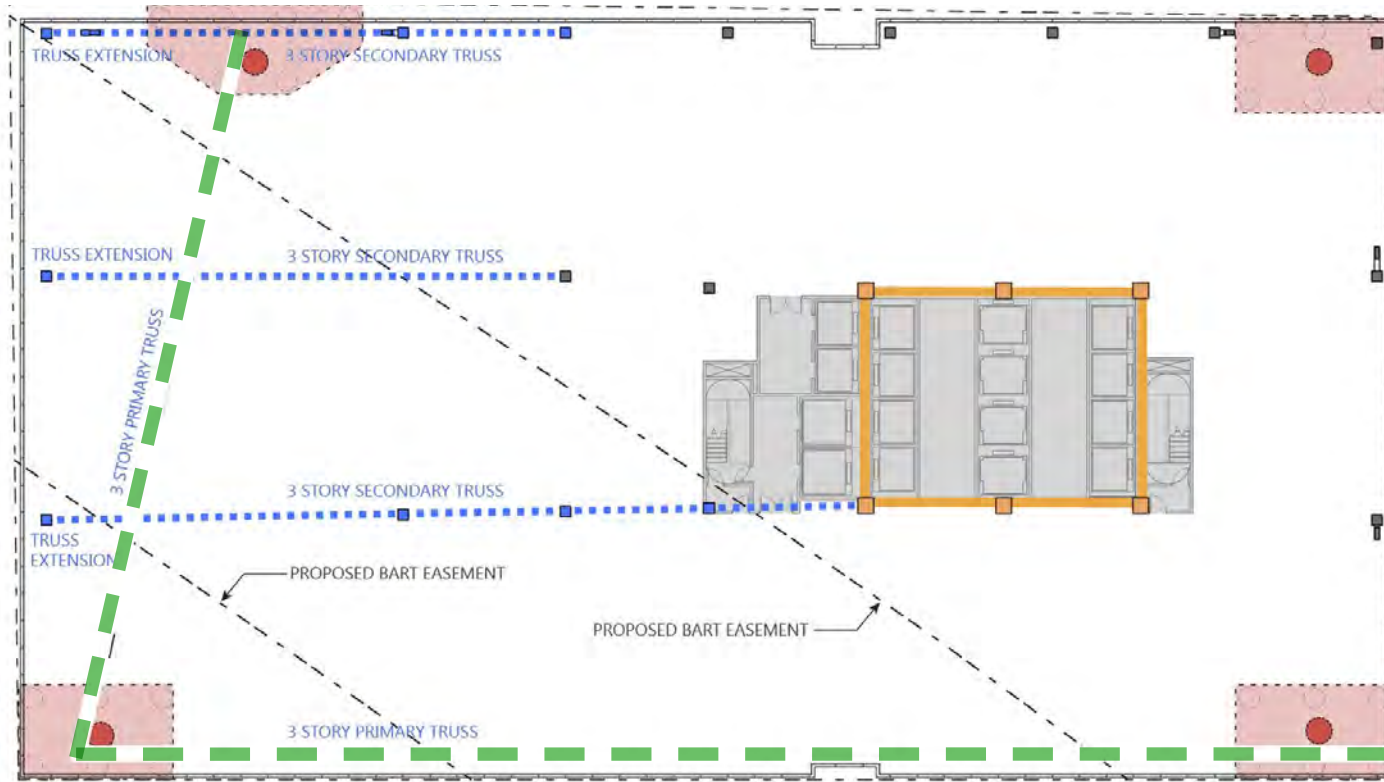 TRUSS EXTENSION
3 STORY SECONDARY TRUSS
TRUSS EXTENSION
3 STORY SECONDARY TRUSS
3 STORY PRIMARY TRUSS
3 STORY SECONDARY TRUSS
TRUSS
EXTENSION
PROPOSED BART EASEMENT
PROPOSED BART EASEMENT
3 STORY PRIMARY TRUSS